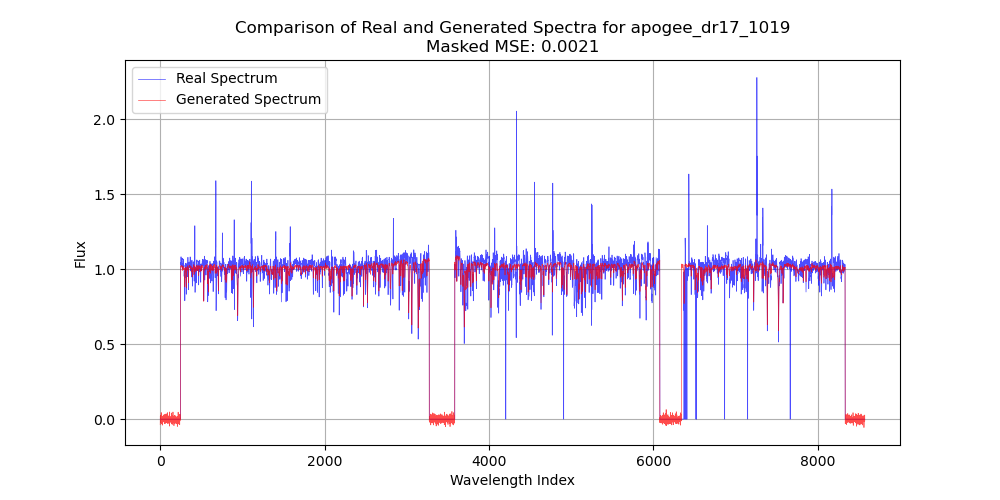 Comparison of Real and Generated Spectra for apogee_dr17_1019
Masked MSE: 0.0021
Real Spectrum
Generated Spectrum
Flux
2.0
1.5
1.0
0.5
0.0
0 2000 4000 6000 8000
Wavelength Index